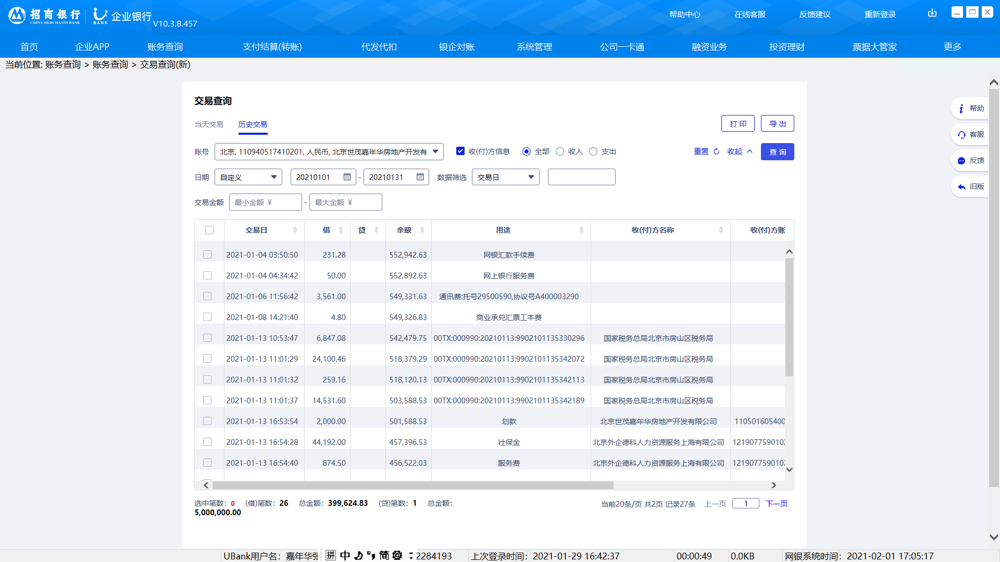 招商银行 CHINA MERCHANTS BANK U BANK 企业银行 V10.3.8.457 帮助中心 在线客服 反馈建议 重新登录
首页 企业APP 账务查询 支付结算(转账) 代发代扣 银企对账 系统管理 公司一卡通 融资业务 投资理财 票据大管家 更多
当前位置: 账务查询 > 账务查询 > 交易查询(新)
交易查询
当天交易 历史交易 打 印 导 出
账号 北京, 110940517410201, 人民币, 北京世茂嘉年华房地产开发有 收(付)方信息 全部 收入 支出 重置 收起 查 询
日期 自定义 20210101 - 20210131 数据筛选 交易日
交易金额 最小金额 ¥ - 最大金额 ¥
交易日 借 贷 余额 用途 收(付)方名称 收(付)方账
2021-01-04 03:50:50 231.28 552,942.63 网银汇款手续费
2021-01-04 04:34:42 50.00 552,892.63 网上银行服务费
2021-01-06 11:56:42 3,561.00 549,331.63 通讯费:托号29500590,协议号A400003290
2021-01-08 14:21:40 4.80 549,326.83 商业承兑汇票工本费
2021-01-13 10:53:47 6,847.08 542,479.75 00TX:000990:20210113:9902101135330296 国家税务总局北京市房山区税务局
2021-01-13 11:01:29 24,100.46 518,379.29 00TX:000990:20210113:9902101135342072 国家税务总局北京市房山区税务局
2021-01-13 11:01:32 259.16 518,120.13 00TX:000990:20210113:9902101135342113 国家税务总局北京市房山区税务局
2021-01-13 11:01:37 14,531.60 503,588.53 00TX:000990:20210113:9902101135342189 国家税务总局北京市房山区税务局
2021-01-13 16:53:54 2,000.00 501,588.53 划款 北京世茂嘉年华房地产开发有限公司 110501605400
2021-01-13 16:54:28 44,192.00 457,396.53 社保金 北京外企德科人力资源服务上海有限公司 121907759010
2021-01-13 16:54:40 874.50 456,522.03 服务费 北京外企德科人力资源服务上海有限公司 121907759010
选中笔数: 0 (借)笔数: 26 总金额: 399,624.83 (贷)笔数: 1 总金额:
5,000,000.00
当前20条/页 共2页 记录27条 上一页 1 下一页
帮助
客服
反馈
旧版
UBank用户名: 嘉年华 拼 中 简 2284193 上次登录时间: 2021-01-29 16:42:37 00:00:49 0.0KB 网银系统时间: 2021-02-01 17:05:17